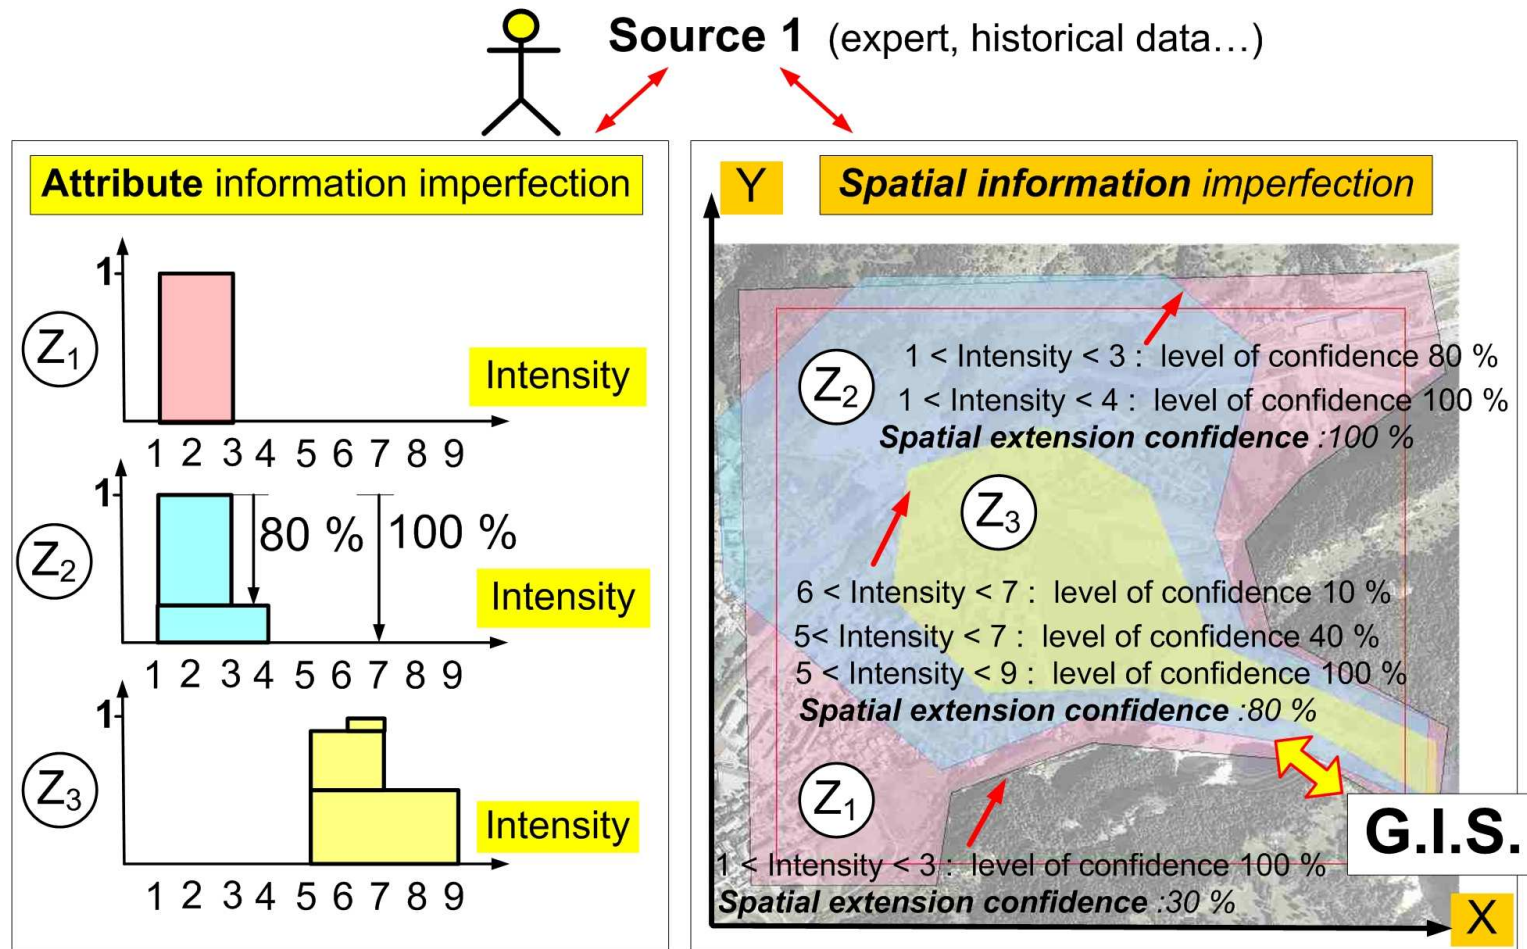 Source 1 (expert, historical data…)
Attribute information imperfection
1
Z1
Intensity
1 2 3 4 5 6 7 8 9
1
80 % 100 %
Z2
Intensity
1 2 3 4 5 6 7 8 9
1
Z3
Intensity
1 2 3 4 5 6 7 8 9
Y
Spatial information imperfection
Z2
1 < Intensity < 3 : level of confidence 80 %
1 < Intensity < 4 : level of confidence 100 %
Spatial extension confidence :100 %
Z3
6 < Intensity < 7 : level of confidence 10 %
5< Intensity < 7 : level of confidence 40 %
5 < Intensity < 9 : level of confidence 100 %
Spatial extension confidence :80 %
Z1
G.I.S.
1 < Intensity < 3 : level of confidence 100 %
Spatial extension confidence :30 %
X